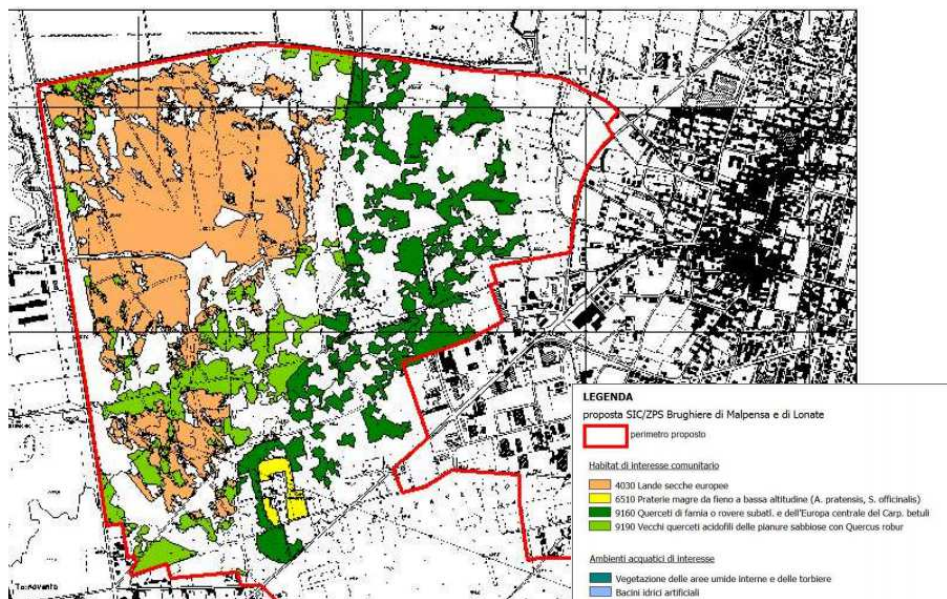 LEGENDA
proposta SIC/ZPS Brughiere di Malpensa e di Lonate
perimetro proposto
Habitat di interesse comunitario
4030 Lande secche europee
6510 Praterie magre da fieno a bassa altitudine (A. pratensis, S. officinalis)
9160 Querceti di farnia o rovere subatl. e dell'Europa centrale del Carp. betuli
9190 Vecchi querceti acidofili delle pianure sabbiose con Quercus robur
Ambienti acquatici di interesse
Vegetazione delle aree umide interne e delle torbiere
Bacini idrici artificiali